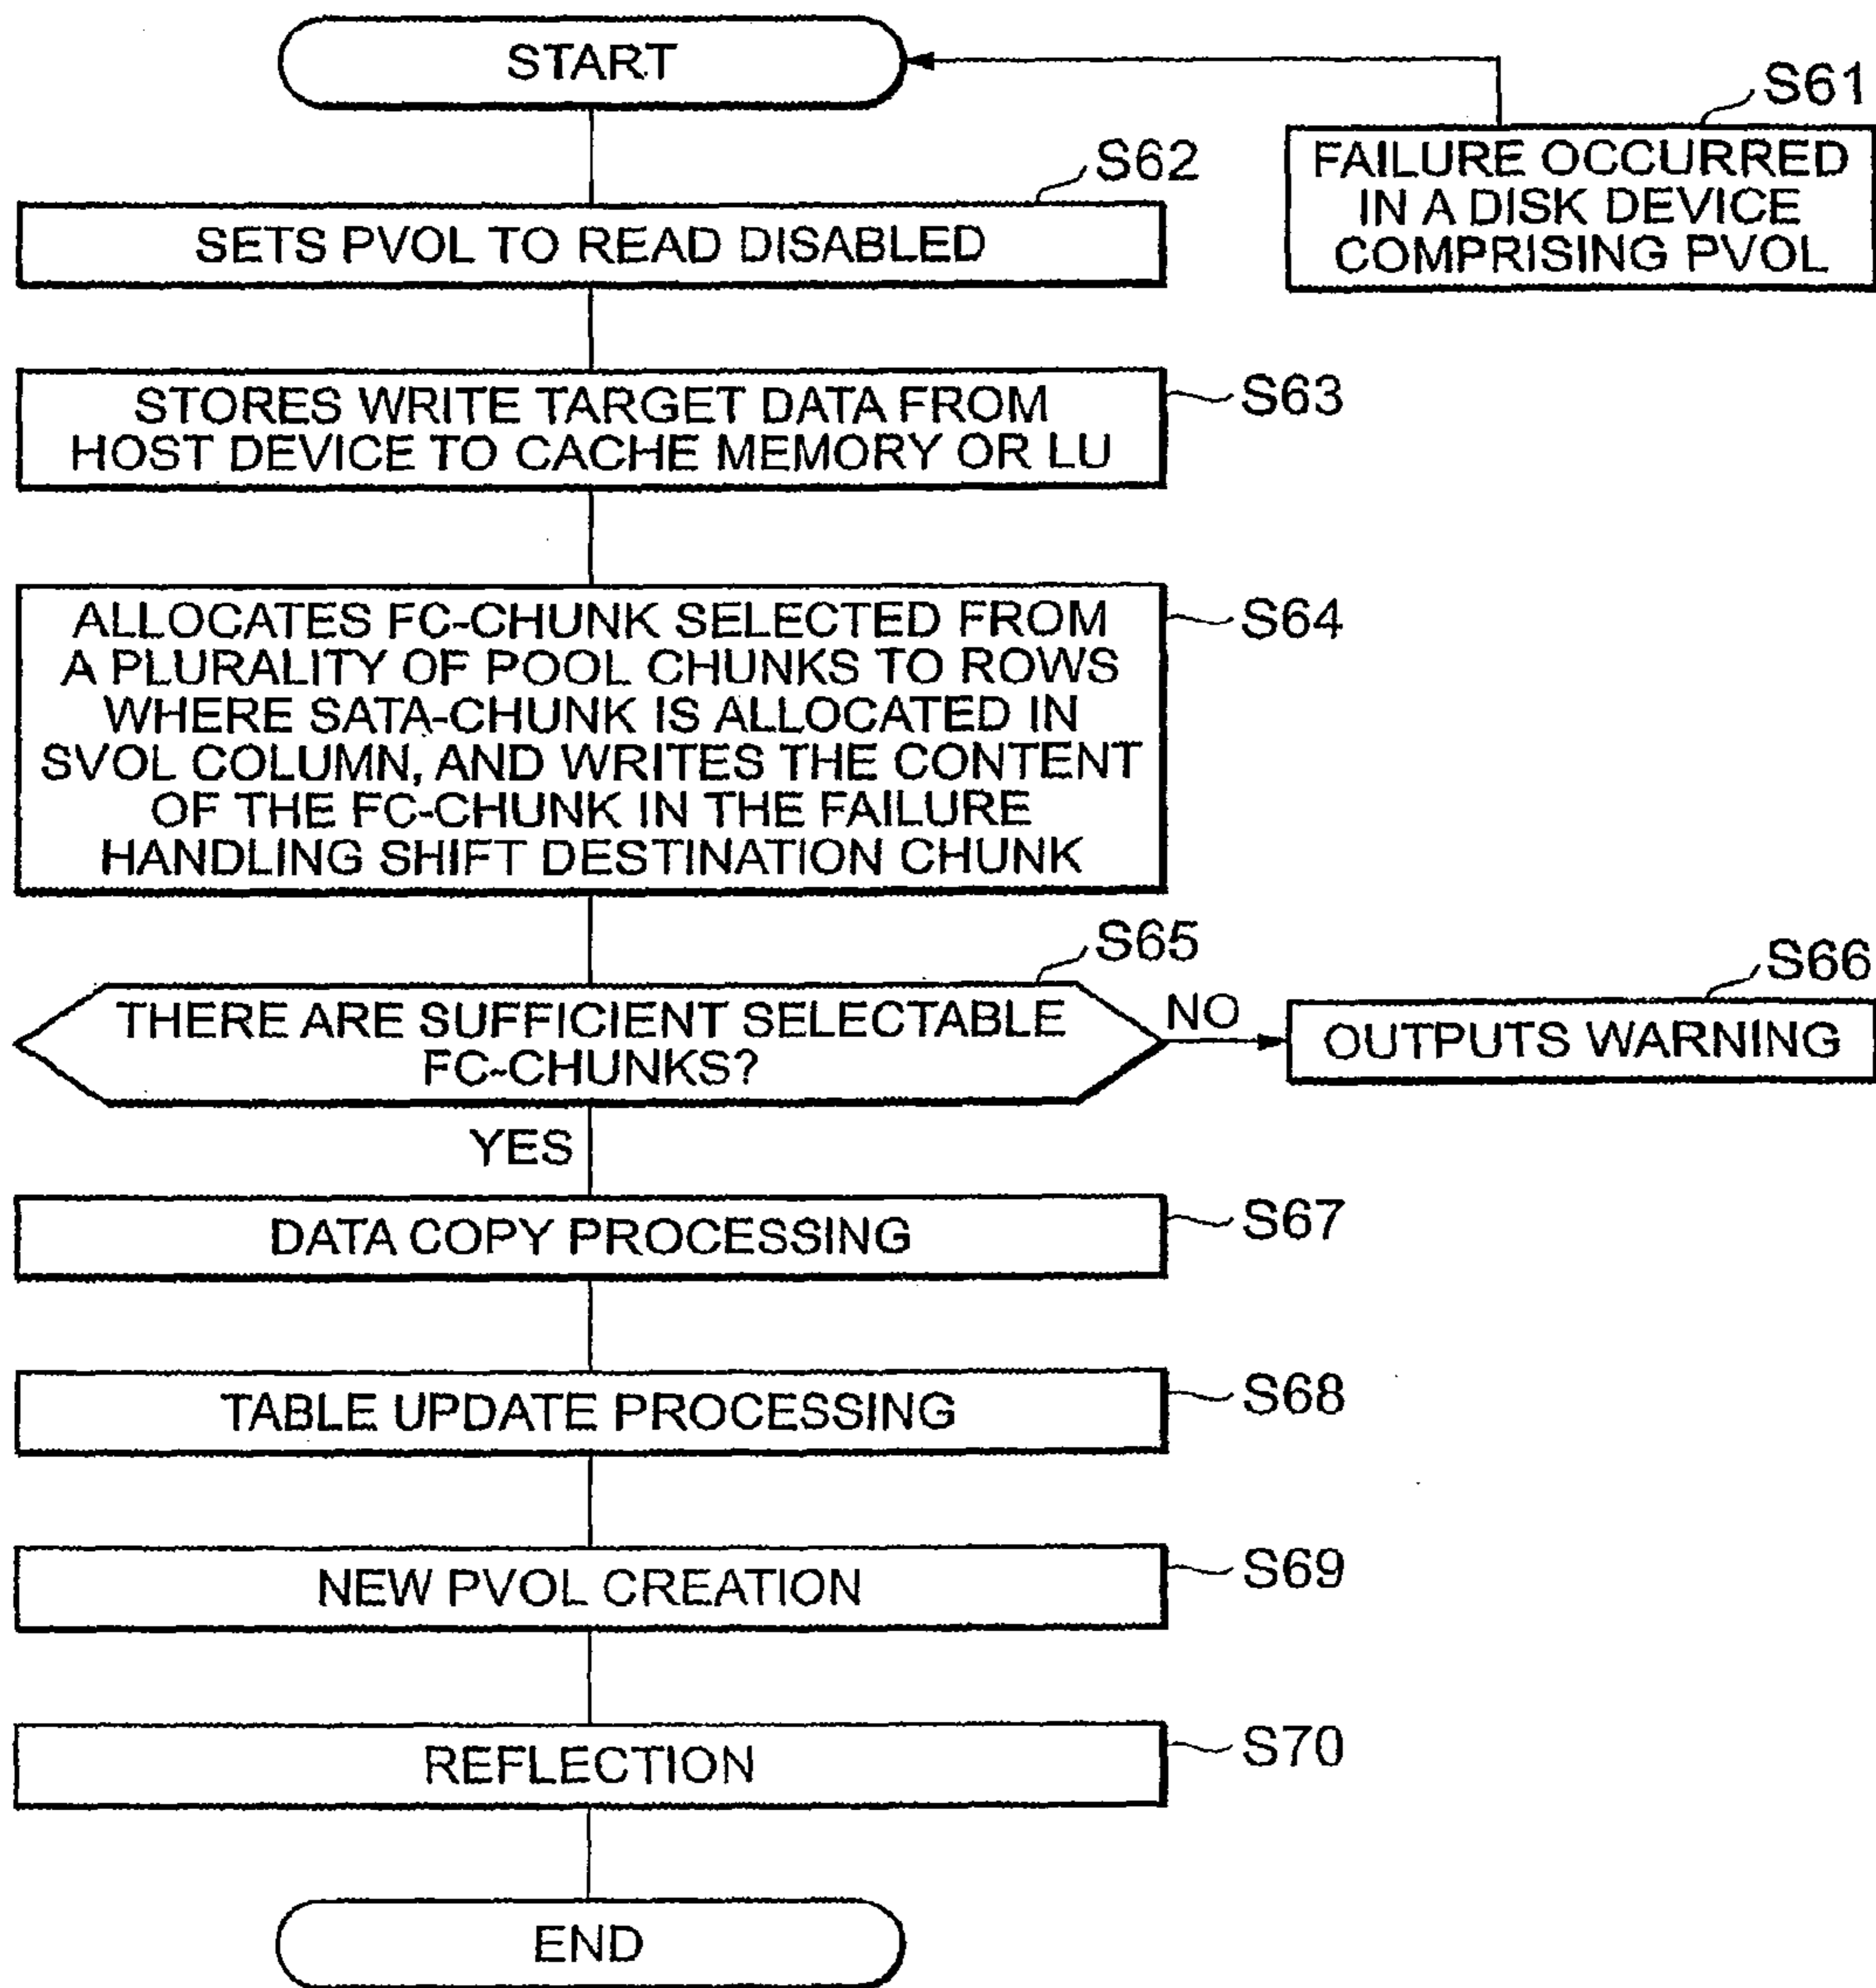 START
S61
FAILURE OCCURRED
IN A DISK DEVICE
COMPRISING PVOL
S62
SETS PVOL TO READ DISABLED
STORES WRITE TARGET DATA FROM
HOST DEVICE TO CACHE MEMORY OR LU
S63
ALLOCATES FC-CHUNK SELECTED FROM
A PLURALITY OF POOL CHUNKS TO ROWS
WHERE SATA-CHUNK IS ALLOCATED IN
SVOL COLUMN, AND WRITES THE CONTENT
OF THE FC-CHUNK IN THE FAILURE
HANDLING SHIFT DESTINATION CHUNK
S64
S65
THERE ARE SUFFICIENT SELECTABLE
FC-CHUNKS?
NO
S66
OUTPUTS WARNING
YES
DATA COPY PROCESSING
S67
TABLE UPDATE PROCESSING
S68
NEW PVOL CREATION
S69
REFLECTION
S70
END